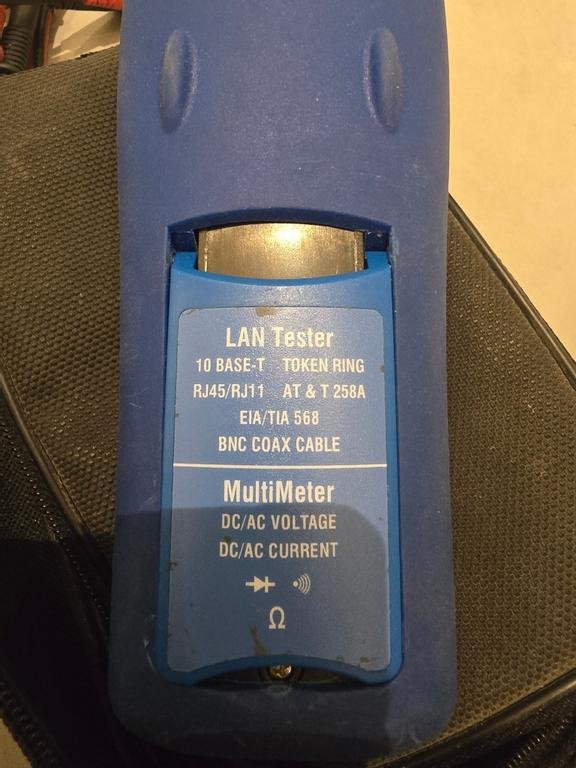 LAN Tester
10 BASE-T TOKEN RING
RJ45/RJ11 AT & T 258A
EIA/TIA 568
BNC COAX CABLE
MultiMeter
DC/AC VOLTAGE
DC/AC CURRENT
Ω